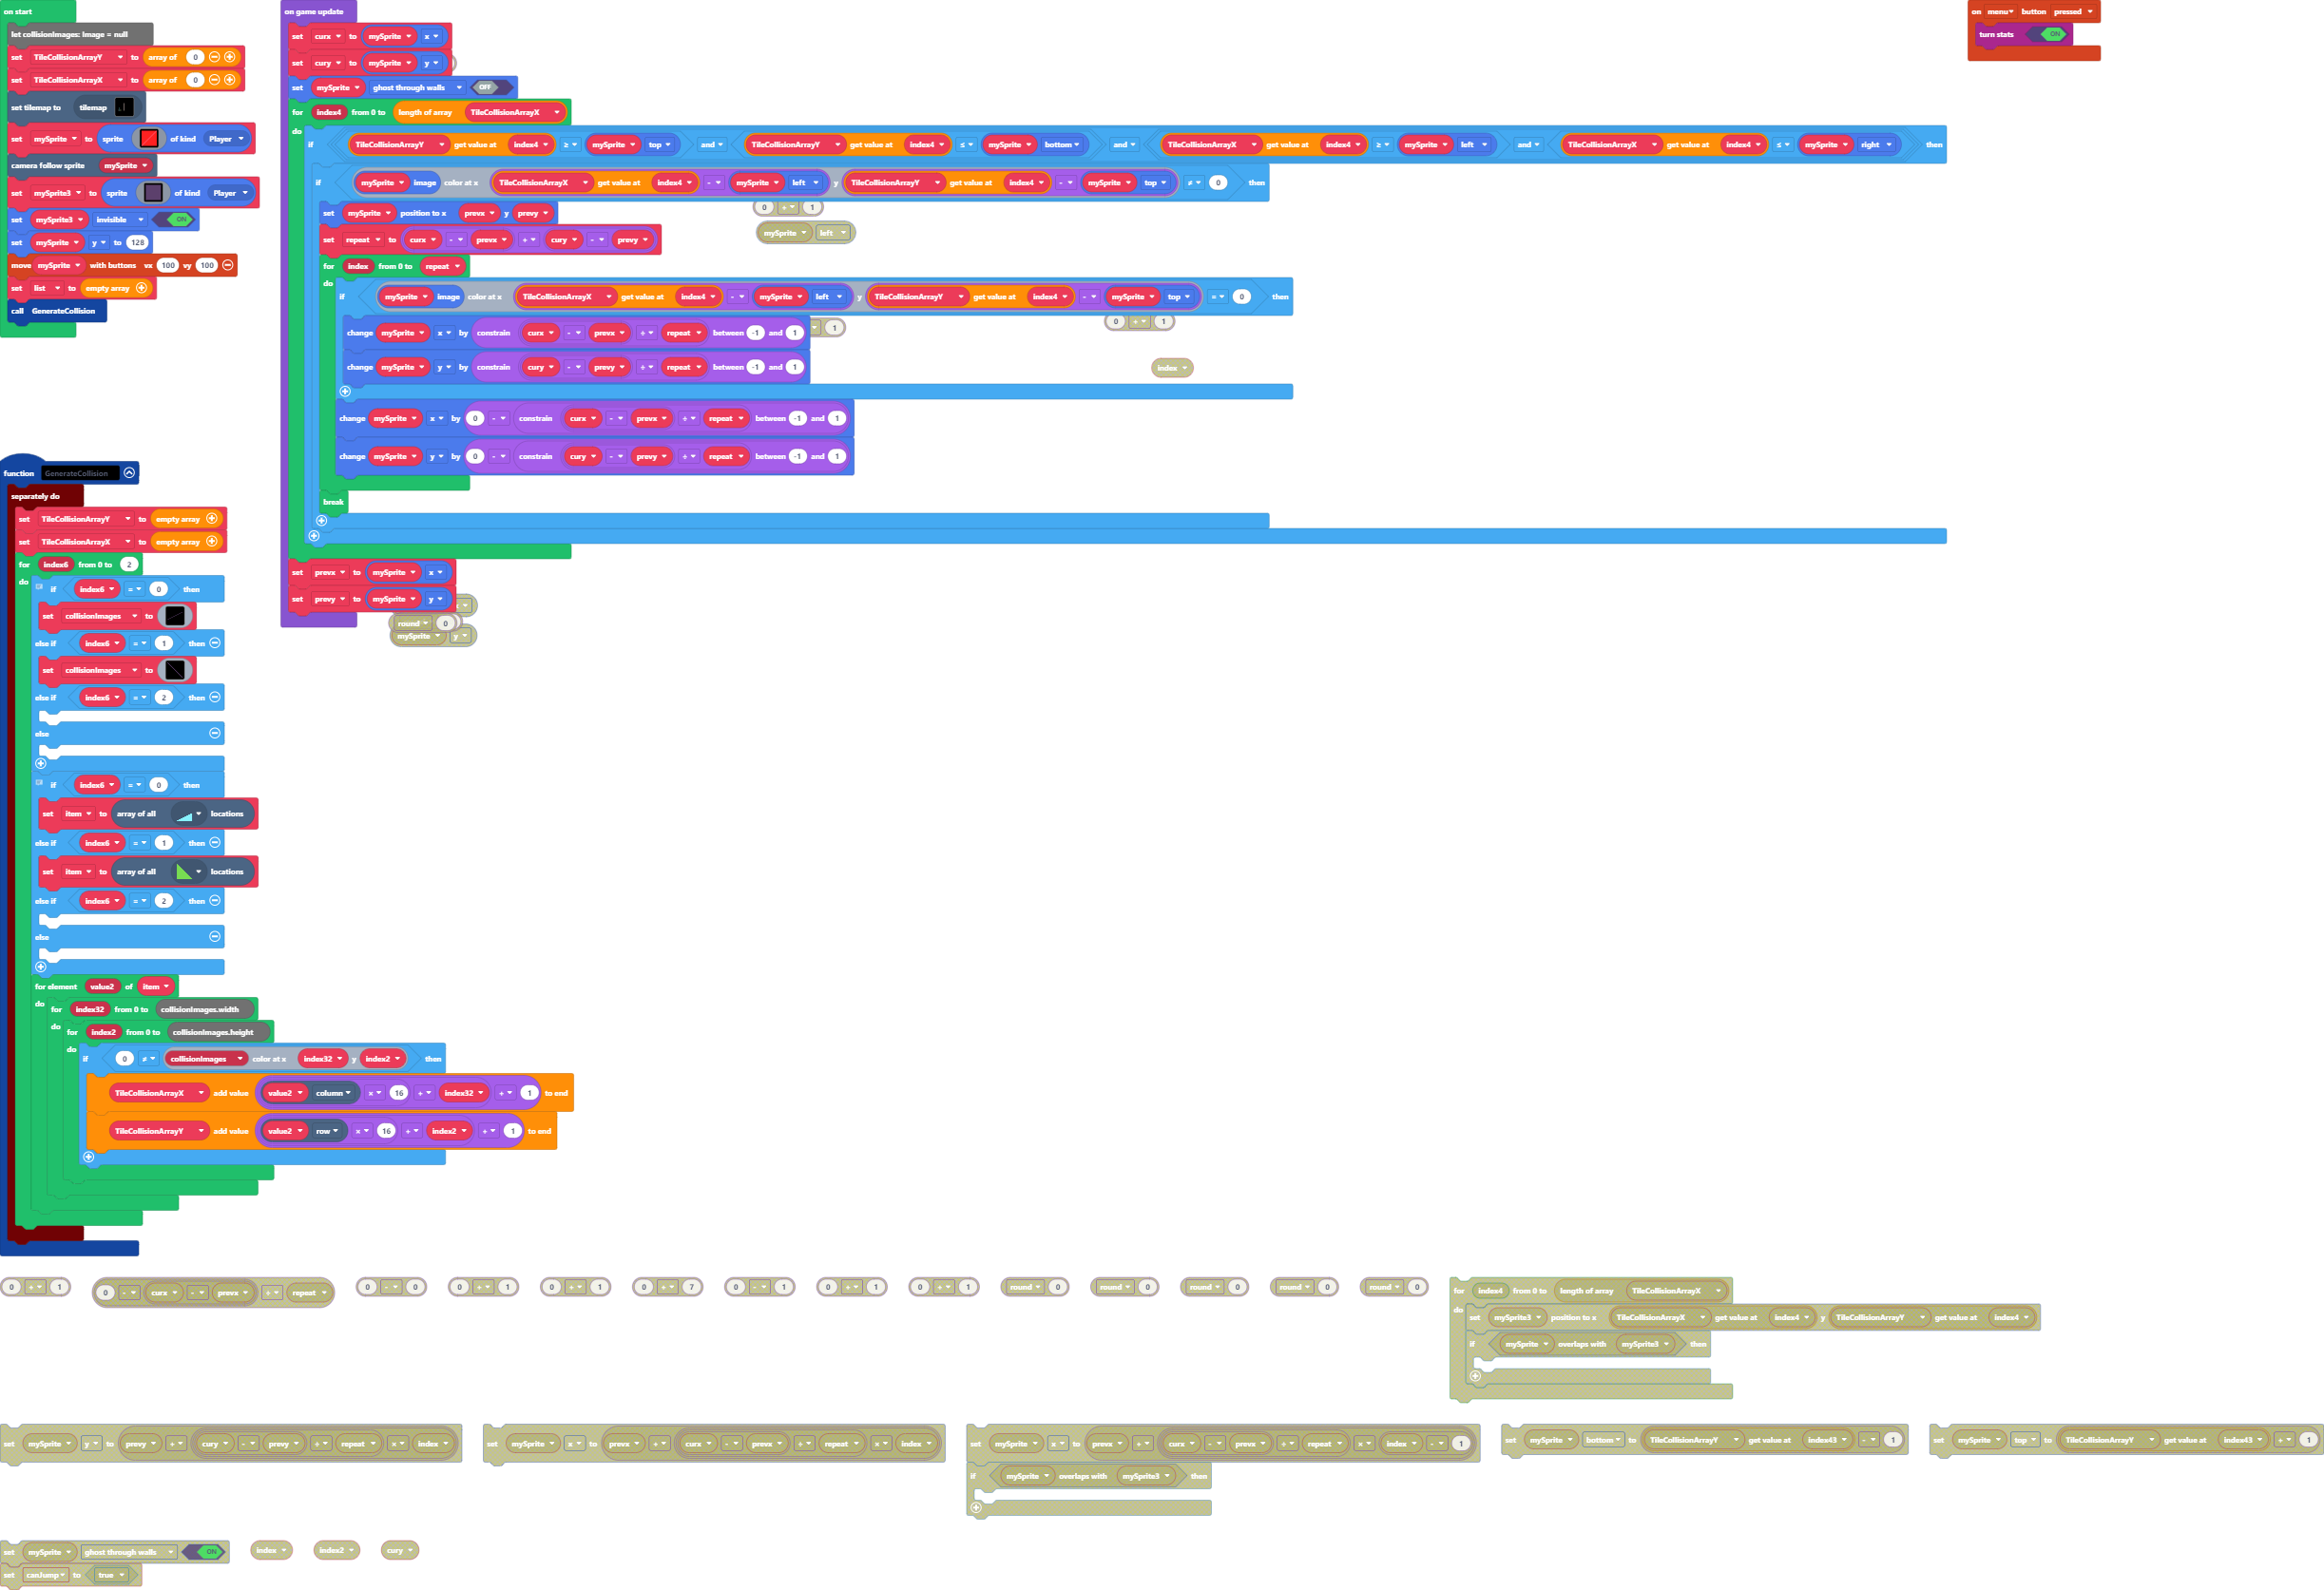 on start
let collisionImages: Image = null
set TileCollisionArrayY to array of 0
set TileCollisionArrayX to array of 0
set tilemap to tilemap
set mySprite to sprite of kind Player
camera follow sprite mySprite
set mySprite3 to sprite of kind Player
set mySprite3 invisible ON
set mySprite y to 128
move mySprite with buttons vx 100 vy 100
set list to empty array
call GenerateCollision
on game update
set curx to mySprite x
set cury to mySprite y
set mySprite ghost through walls OFF
for index4 from 0 to length of array TileCollisionArrayX
do
if TileCollisionArrayY get value at index4 ≥ mySprite top and TileCollisionArrayY get value at index4 ≤ mySprite bottom and TileCollisionArrayX get value at index4 ≥ mySprite left and TileCollisionArrayX get value at index4 ≤ mySprite right then
if mySprite image color at x TileCollisionArrayX get value at index4 - mySprite left y TileCollisionArrayY get value at index4 - mySprite top ≠ 0 then
set mySprite position to x prevx y prevy
0 + 1
mySprite left
set repeat to curx - prevx + cury - prevy
for index from 0 to repeat
do
if mySprite image color at x TileCollisionArrayX get value at index4 - mySprite left y TileCollisionArrayY get value at index4 - mySprite top = 0 then
change mySprite x by constrain curx - prevx ÷ repeat between -1 and 1
1
0 + 1
change mySprite y by constrain cury - prevy ÷ repeat between -1 and 1
index
change mySprite x by 0 - constrain curx - prevx ÷ repeat between -1 and 1
change mySprite y by 0 - constrain cury - prevy ÷ repeat between -1 and 1
break
set prevx to mySprite x
set prevy to mySprite y
round 0
mySprite y
on menu button pressed
turn stats ON
function GenerateCollision
separately do
set TileCollisionArrayY to empty array
set TileCollisionArrayX to empty array
for index6 from 0 to 2
do
if index6 = 0 then
set collisionImages to
else if index6 = 1 then
set collisionImages to
else if index6 = 2 then
else
if index6 = 0 then
set item to array of all locations
else if index6 = 1 then
set item to array of all locations
else if index6 = 2 then
else
for element value2 of item
do
for index32 from 0 to collisionImages.width
do
for index2 from 0 to collisionImages.height
do
if 0 ≠ collisionImages color at x index32 y index2 then
TileCollisionArrayX add value value2 column × 16 + index32 + 1 to end
TileCollisionArrayY add value value2 row × 16 + index2 + 1 to end
0 + 1
0 - curx - prevx ÷ repeat
0 - 0
0 + 1
0 + 1
0 + 7
0 - 1
0 + 1
0 + 1
round 0
round 0
round 0
round 0
round 0
for index4 from 0 to length of array TileCollisionArrayX
do
set mySprite3 position to x TileCollisionArrayX get value at index4 y TileCollisionArrayY get value at index4
if mySprite overlaps with mySprite3 then
set mySprite y to prevy + cury - prevy ÷ repeat × index
set mySprite x to prevx + curx - prevx ÷ repeat × index
set mySprite x to prevx + curx - prevx ÷ repeat × index - 1
if mySprite overlaps with mySprite3 then
set mySprite bottom to TileCollisionArrayY get value at index43 - 1
set mySprite top to TileCollisionArrayY get value at index43 + 1
set mySprite ghost through walls ON
set canJump to true
index
index2
cury